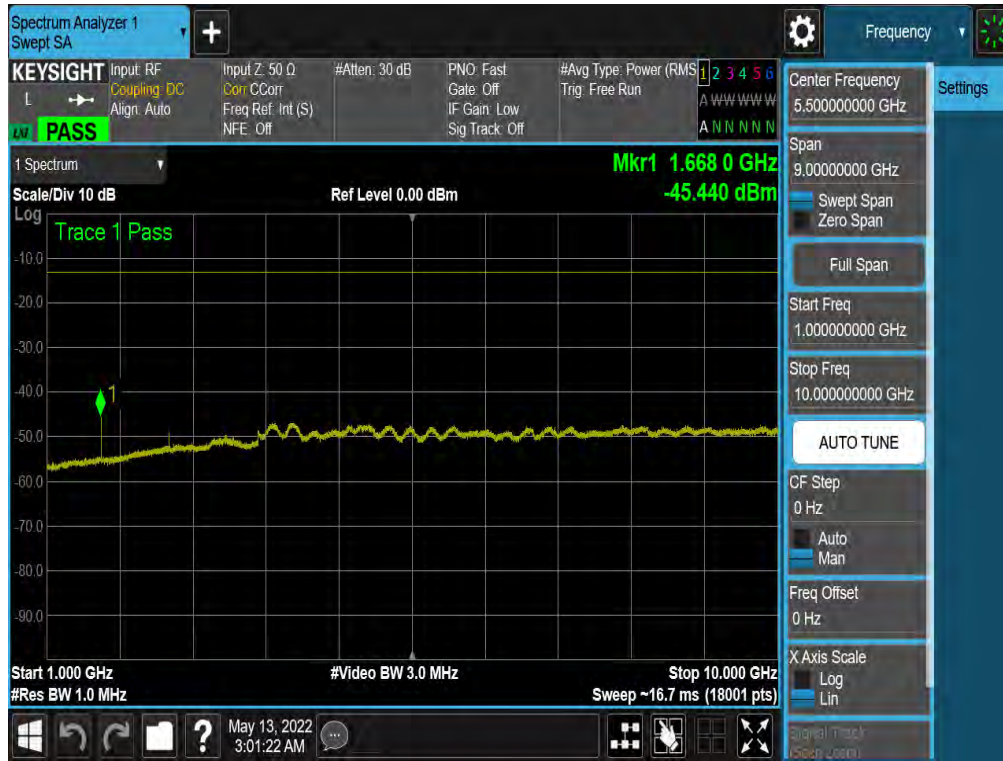 Spectrum Analyzer 1
Swept SA
+
Frequency
KEYSIGHT
L
LXI
PASS
Input: RF
Coupling: DC
Align: Auto
Input Z: 50 Ω
Corr CCorr
Freq Ref: Int (S)
NFE: Off
#Atten: 30 dB
PNO: Fast
Gate: Off
IF Gain: Low
Sig Track: Off
#Avg Type: Power (RMS
Trig: Free Run
1 2 3 4 5 6
A W W W W W
A N N N N N
Center Frequency
5.500000000 GHz
Settings
Span
9.00000000 GHz
Swept Span
Zero Span
Full Span
Start Freq
1.000000000 GHz
Stop Freq
10.000000000 GHz
AUTO TUNE
CF Step
0 Hz
Auto
Man
Freq Offset
0 Hz
X Axis Scale
Log
Lin
Signal Track
(Span Zoom)
1 Spectrum
Scale/Div 10 dB
Ref Level 0.00 dBm
Mkr1 1.668 0 GHz
-45.440 dBm
Log
Trace 1 Pass
-10.0
-20.0
-30.0
-40.0
1
-50.0
-60.0
-70.0
-80.0
-90.0
Start 1.000 GHz
#Video BW 3.0 MHz
Stop 10.000 GHz
#Res BW 1.0 MHz
Sweep ~16.7 ms (18001 pts)
?
May 13, 2022
3:01:22 AM